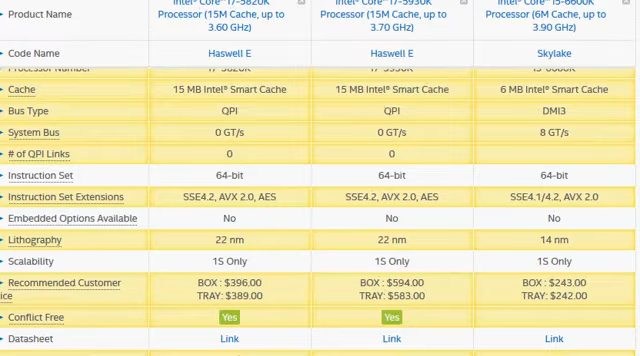 Product Name
Intel® Core™ i7-5820K
Processor (15M Cache, up to
3.60 GHz)
Intel® Core™ i7-5930K
Processor (15M Cache, up to
3.70 GHz)
Intel® Core™ i5-6600K
Processor (6M Cache, up to
3.90 GHz)
Code Name Haswell E Haswell E Skylake
Processor Number i7-5820K i7-5930K i5-6600K
Cache 15 MB Intel® Smart Cache 15 MB Intel® Smart Cache 6 MB Intel® Smart Cache
Bus Type QPI QPI DMI3
System Bus 0 GT/s 0 GT/s 8 GT/s
# of QPI Links 0 0
Instruction Set 64-bit 64-bit 64-bit
Instruction Set Extensions SSE4.2, AVX 2.0, AES SSE4.2, AVX 2.0, AES SSE4.1/4.2, AVX 2.0
Embedded Options Available No No No
Lithography 22 nm 22 nm 14 nm
Scalability 1S Only 1S Only 1S Only
Recommended Customer
ice
BOX : $396.00
TRAY: $389.00
BOX : $594.00
TRAY: $583.00
BOX : $243.00
TRAY: $242.00
Conflict Free Yes Yes
Datasheet Link Link Link